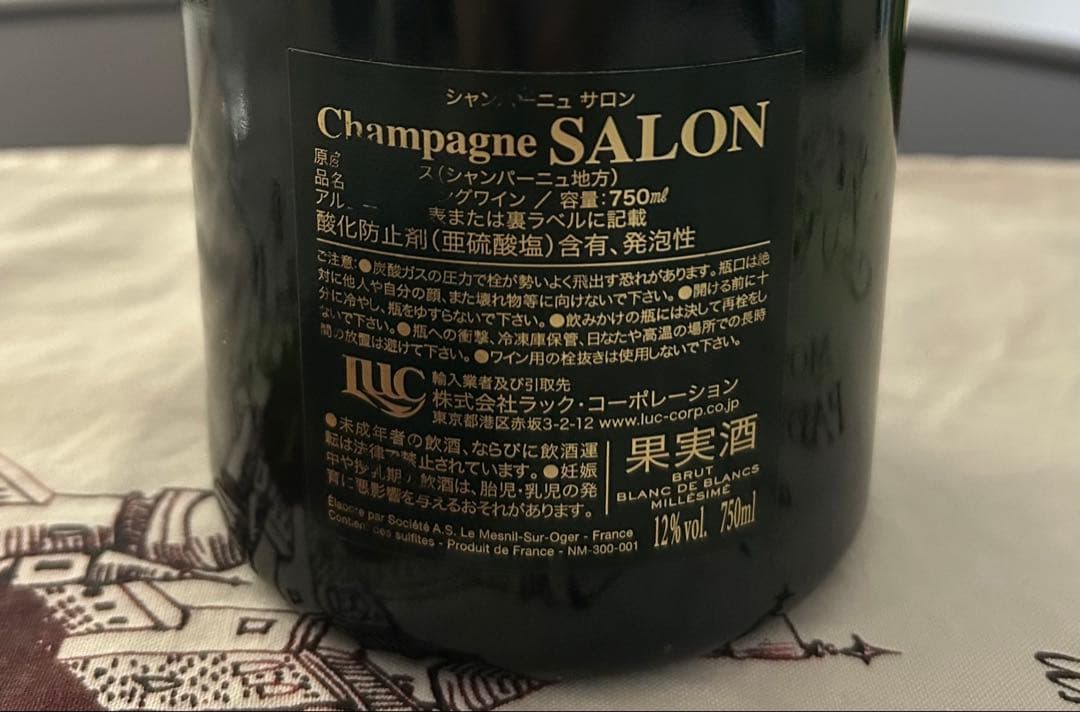 シャンパーニュ サロン
Champagne SALON
原 ス(シャンパーニュ地方)
品名 グワイン / 容量:750㎖
アル 表または裏ラベルに記載
酸化防止剤(亜硫酸塩)含有、発泡性
ご注意:●炭酸ガスの圧力で栓が勢いよく飛出す恐れがあります。瓶口は絶
対に他人や自分の顔、また壊れ物等に向けないで下さい。●開ける前に十
分に冷やし、瓶をゆすらないで下さい。●飲みかけの瓶には決して再栓をし
ないで下さい。●瓶への衝撃、冷凍庫保管、日なたや高温の場所での長時
間の放置は避けて下さい。●ワイン用の栓抜きは使用しないで下さい。
LUC 輸入業者及び引取先
株式会社ラック・コーポレーション
東京都港区赤坂3-2-12 www.luc-corp.co.jp
●未成年者の飲酒、ならびに飲酒運
転は法律で禁止されています。●妊娠
中や授乳期の飲酒は、胎児・乳児の発
育に悪影響を与えるおそれがあります。
果実酒
BRUT
BLANC DE BLANCS
MILLÉSIMÉ
12% vol. 750ml
Élaboré par Société A.S. Le Mesnil-Sur-Oger - France
Contient des sulfites - Produit de France - NM-300-001